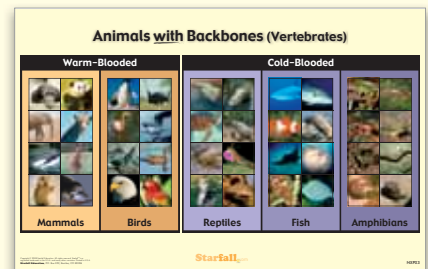 Animals with Backbones (Vertebrates)
Warm-Blooded
Cold-Blooded
Mammals
Birds
Reptiles
Fish
Amphibians
Starfall